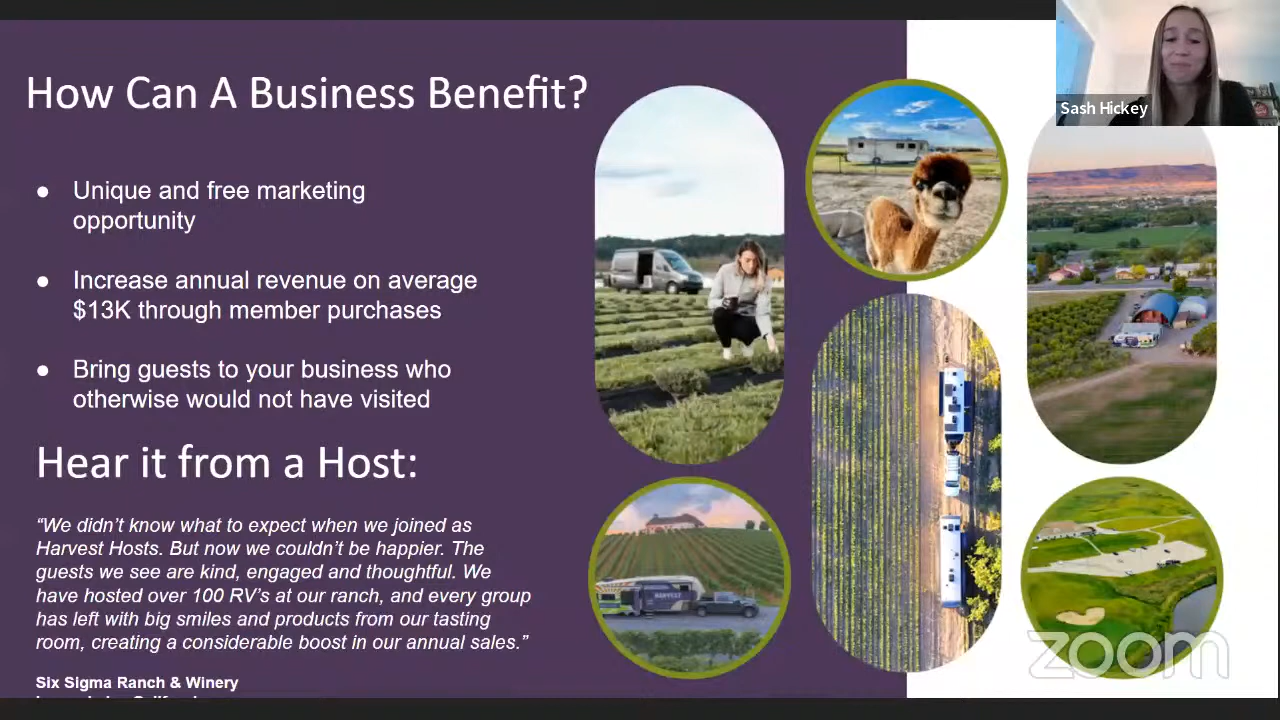 How Can A Business Benefit?
● Unique and free marketing
opportunity
● Increase annual revenue on average
$13K through member purchases
● Bring guests to your business who
otherwise would not have visited
Hear it from a Host:
“We didn’t know what to expect when we joined as
Harvest Hosts. But now we couldn’t be happier. The
guests we see are kind, engaged and thoughtful. We
have hosted over 100 RV’s at our ranch, and every group
has left with big smiles and products from our tasting
room, creating a considerable boost in our annual sales.”
Six Sigma Ranch & Winery
Sash Hickey
HARVEST
zoom